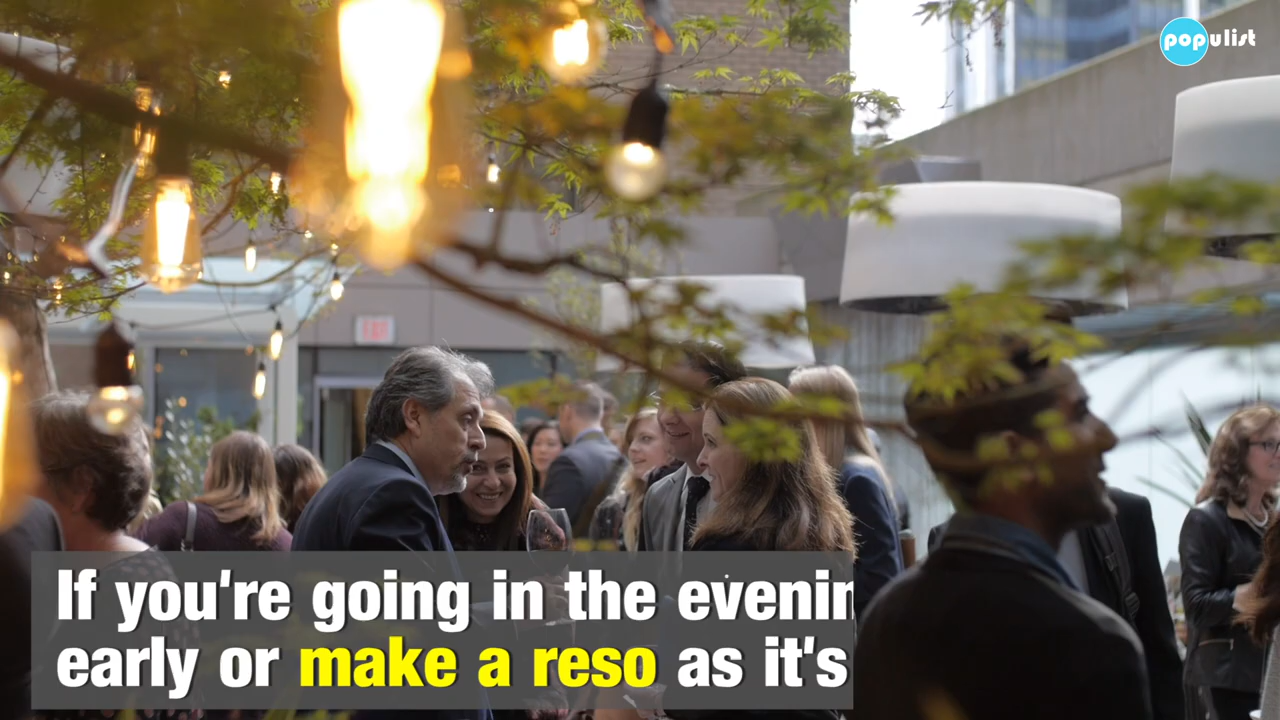 populist
EXIT
If you're going in the evenin
early or make a reso as it's